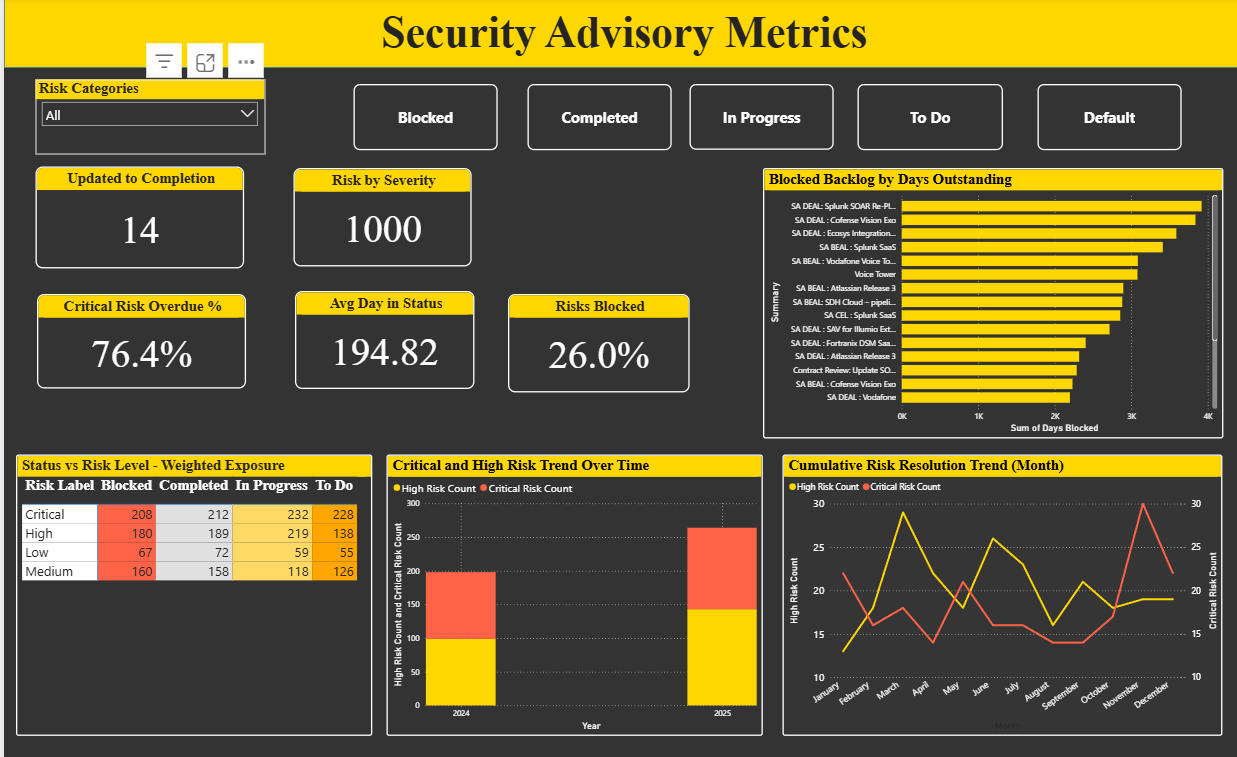 Security Advisory Metrics
Risk Categories
All
Blocked
Completed
In Progress
To Do
Default
Updated to Completion
14
Risk by Severity
1000
Critical Risk Overdue %
76.4%
Avg Day in Status
194.82
Risks Blocked
26.0%
Blocked Backlog by Days Outstanding
Summary
SA DEAL: Splunk SOAR Re-Pl...
SA DEAL : Cofense Vision Exo
SA DEAL : Ecosys Integration...
SA BEAL : Splunk SaaS
SA BEAL : Vodafone Voice To...
Voice Tower
SA BEAL : Atlassian Release 3
SA BEAL: SDH Cloud – pipeli...
SA CEL : Splunk SaaS
SA DEAL : SAV for Illumio Ext...
SA DEAL : Fortranix DSM Saa...
SA DEAL : Atlassian Release 3
Contract Review: Update SO...
SA BEAL : Cofense Vision Exo
SA DEAL : Vodafone
0K 1K 2K 3K 4K
Sum of Days Blocked
Status vs Risk Level - Weighted Exposure
Risk Label Blocked Completed In Progress To Do
Critical 208 212 232 228
High 180 189 219 138
Low 67 72 59 55
Medium 160 158 118 126
Critical and High Risk Trend Over Time
High Risk Count Critical Risk Count
High Risk Count and Critical Risk Count
300
250
200
150
100
50
0
2024 2025
Year
Cumulative Risk Resolution Trend (Month)
High Risk Count Critical Risk Count
High Risk Count
30 30
25 25
20 20
15 15
10 10
Critical Risk Count
January February March April May June July August September October November December
Month